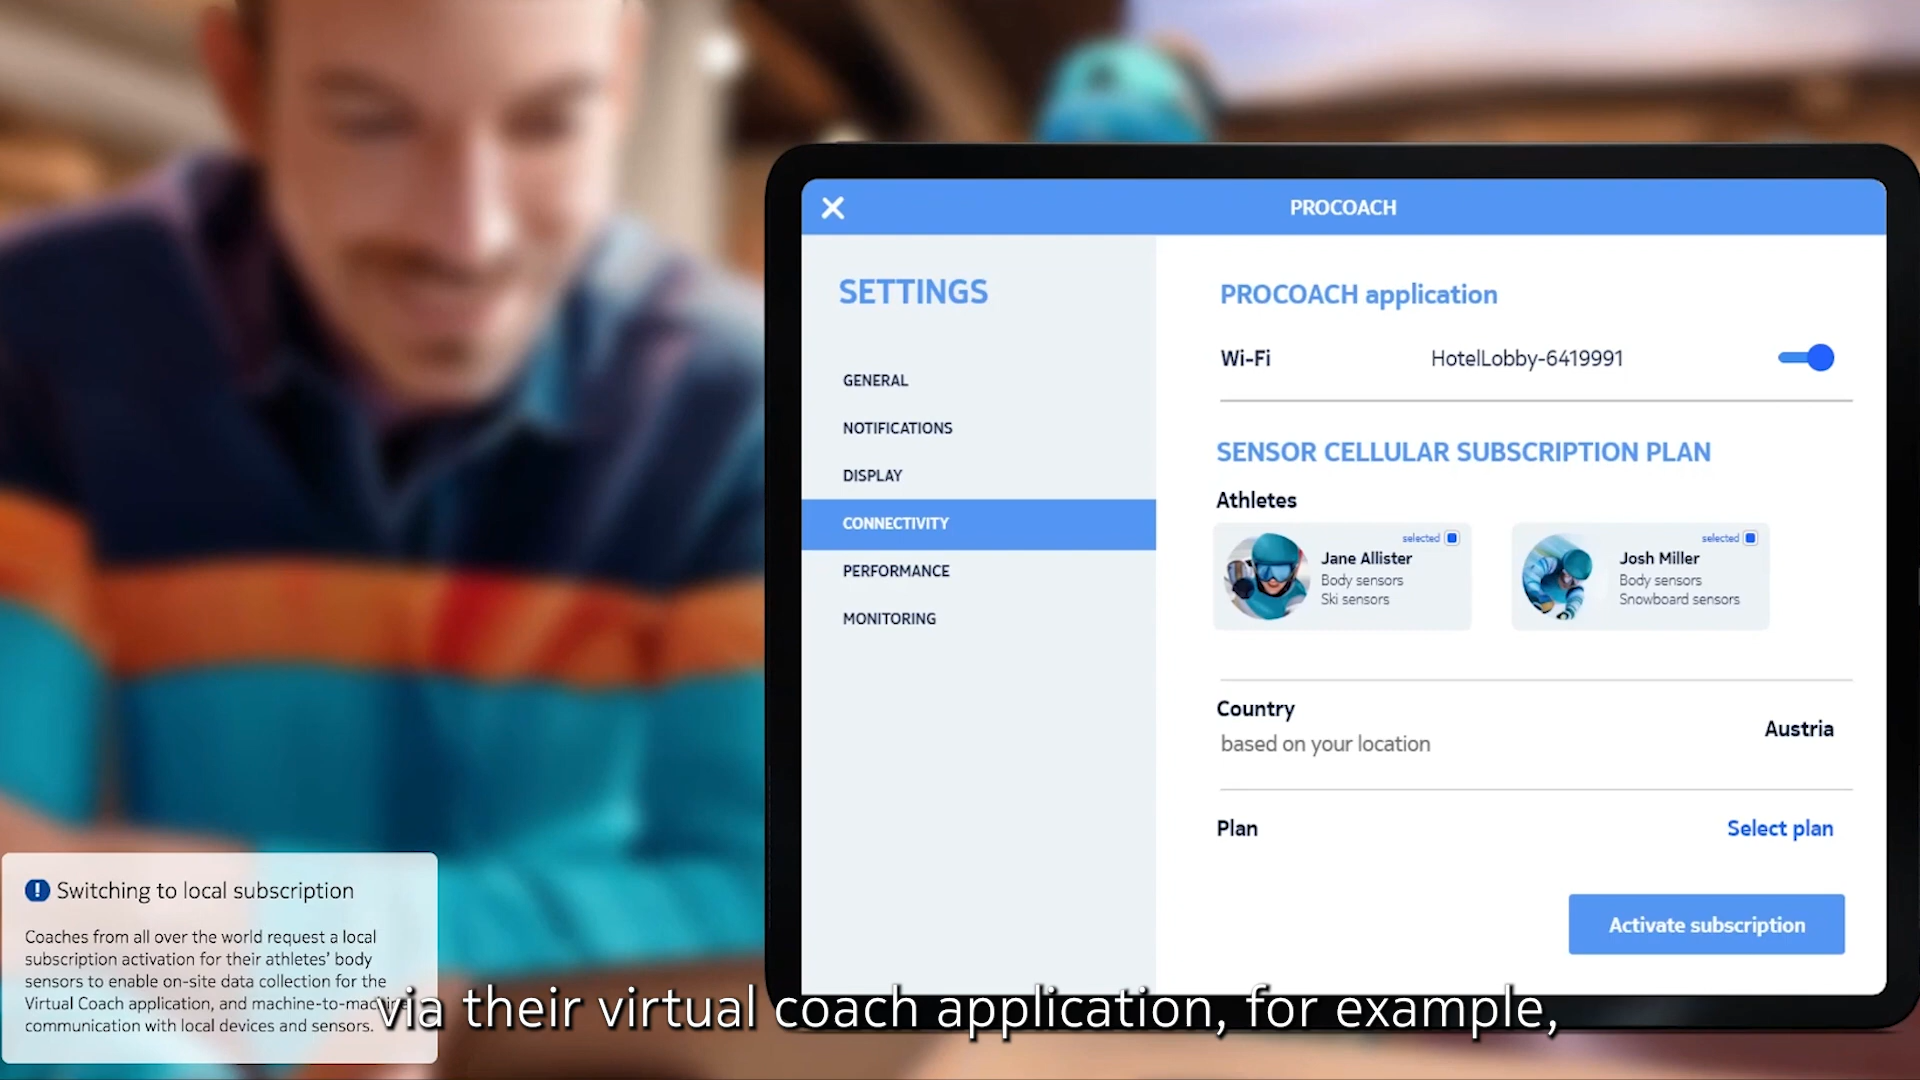 PROCOACH
SETTINGS
GENERAL
NOTIFICATIONS
DISPLAY
CONNECTIVITY
PERFORMANCE
MONITORING
PROCOACH application
Wi-Fi HotelLobby-6419991
SENSOR CELLULAR SUBSCRIPTION PLAN
Athletes
selected
Jane Allister
Body sensors
Ski sensors
selected
Josh Miller
Body sensors
Snowboard sensors
Country
based on your location
Austria
Plan Select plan
Activate subscription
Switching to local subscription
Coaches from all over the world request a local
subscription activation for their athletes' body
sensors to enable on-site data collection for the
Virtual Coach application, and machine-to-machine
communication with local devices and sensors.
via their virtual coach application, for example,